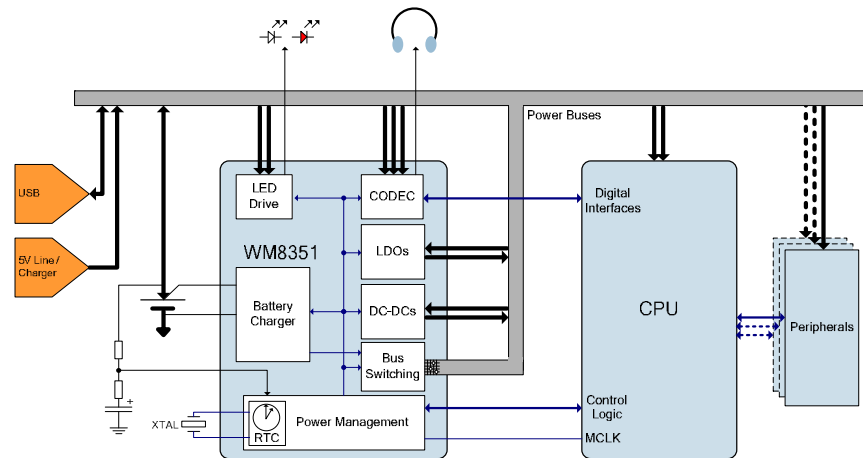 Power Buses
USB
LED
Drive
CODEC
Digital
Interfaces
5V Line /
Charger
WM8351
LDOs
Battery
Charger
DC-DCs
CPU
Peripherals
Bus
Switching
XTAL
RTC
Power Management
Control
Logic
MCLK